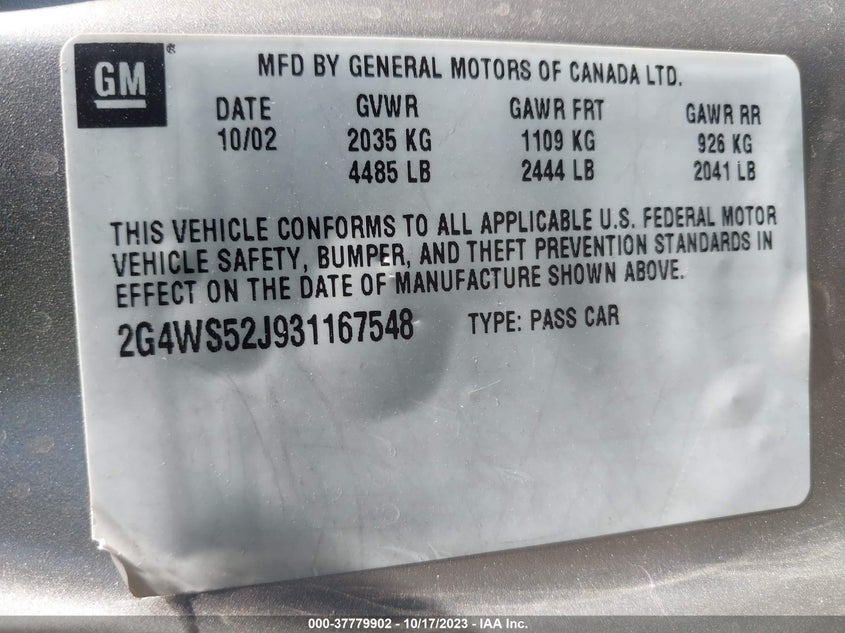 GM®
MFD BY GENERAL MOTORS OF CANADA LTD.
DATE GVWR GAWR FRT GAWR RR
10/02 2035 KG 1109 KG 926 KG
4485 LB 2444 LB 2041 LB
THIS VEHICLE CONFORMS TO ALL APPLICABLE U.S. FEDERAL MOTOR
VEHICLE SAFETY, BUMPER, AND THEFT PREVENTION STANDARDS IN
EFFECT ON THE DATE OF MANUFACTURE SHOWN ABOVE.
2G4WS52J931167548 TYPE: PASS CAR
000-37779902 - 10/17/2023 - IAA Inc.